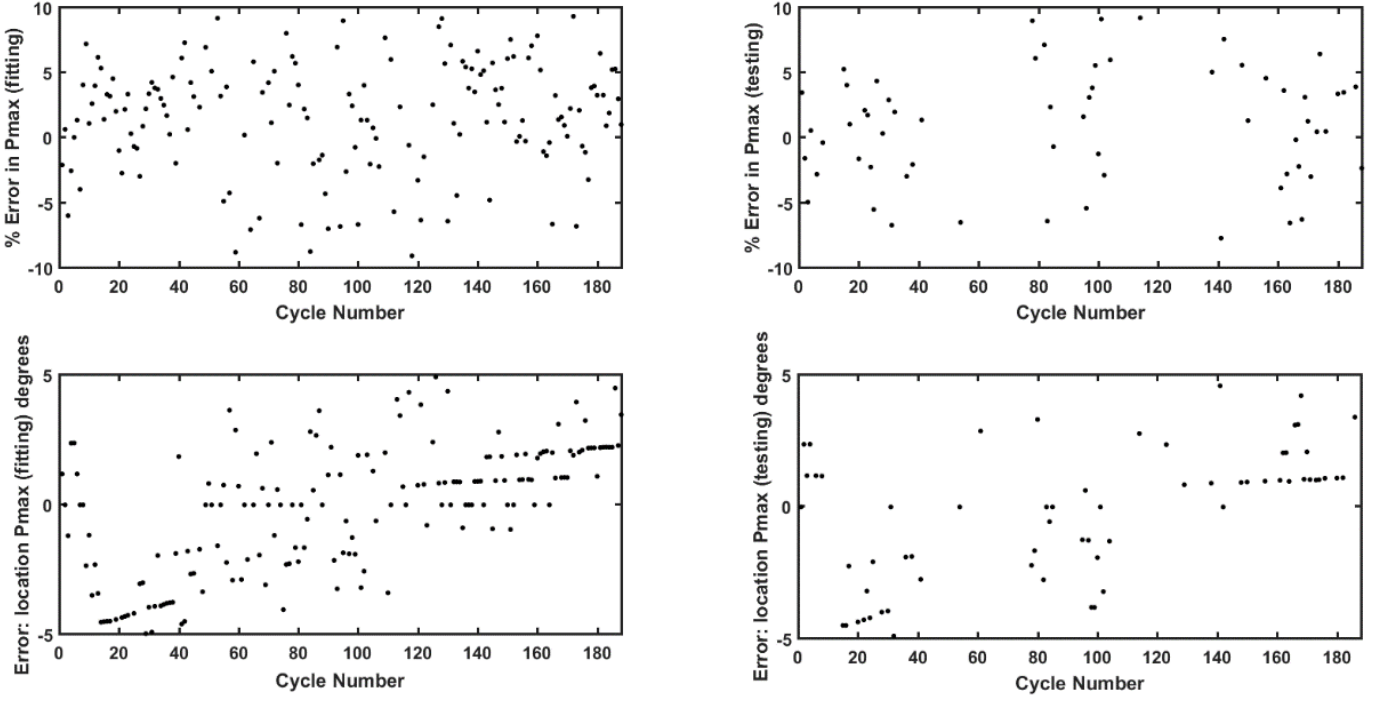 % Error in Pmax (fitting)
10
5
0
-5
-10
0 20 40 60 80 100 120 140 160 180
Cycle Number
% Error in Pmax (testing)
10
5
0
-5
-10
0 20 40 60 80 100 120 140 160 180
Cycle Number
Error: location Pmax (fitting) degrees
5
0
-5
0 20 40 60 80 100 120 140 160 180
Cycle Number
Error: location Pmax (testing) degrees
5
0
-5
0 20 40 60 80 100 120 140 160 180
Cycle Number